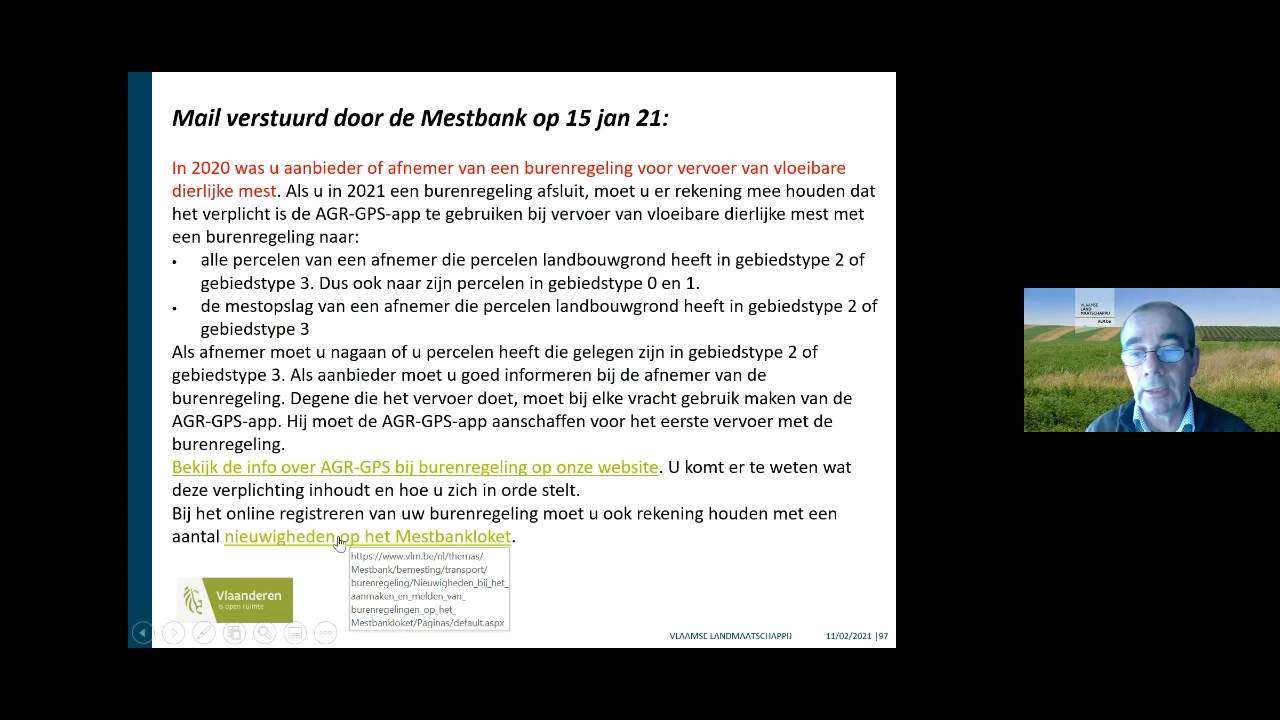 Mail verstuurd door de Mestbank op 15 jan 21:
In 2020 was u aanbieder of afnemer van een burenregeling voor vervoer van vloeibare
dierlijke mest. Als u in 2021 een burenregeling afsluit, moet u er rekening mee houden dat
het verplicht is de AGR-GPS-app te gebruiken bij vervoer van vloeibare dierlijke mest met
een burenregeling naar:
• alle percelen van een afnemer die percelen landbouwgrond heeft in gebiedstype 2 of
gebiedstype 3. Dus ook naar zijn percelen in gebiedstype 0 en 1.
• de mestopslag van een afnemer die percelen landbouwgrond heeft in gebiedstype 2 of
gebiedstype 3
Als afnemer moet u nagaan of u percelen heeft die gelegen zijn in gebiedstype 2 of
gebiedstype 3. Als aanbieder moet u goed informeren bij de afnemer van de
burenregeling. Degene die het vervoer doet, moet bij elke vracht gebruik maken van de
AGR-GPS-app. Hij moet de AGR-GPS-app aanschaffen voor het eerste vervoer met de
burenregeling.
Bekijk de info over AGR-GPS bij burenregeling op onze website. U komt er te weten wat
deze verplichting inhoudt en hoe u zich in orde stelt.
Bij het online registreren van uw burenregeling moet u ook rekening houden met een
aantal nieuwigheden op het Mestbankloket.
https://www.vlm.be/nl/themas/
Mestbank/bemesting/transport/
burenregeling/Nieuwigheden_bij_het_
aanmaken_en_melden_van_
burenregelingen_op_het_
Mestbankloket/Paginas/default.aspx
Vlaanderen
is open ruimte
VLAAMSE LANDMAATSCHAPPIJ 11/02/2021 |97
VLAAMSE
LAND
MAATSCHAPPIJ
VLM.be